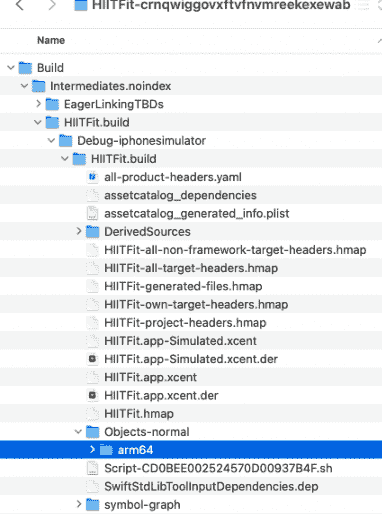 HIITFit-crnqwiggovxftvfnvmreekexewab
Name
Build
Intermediates.noindex
EagerLinkingTBDs
HIITFit.build
Debug-iphonesimulator
HIITFit.build
all-product-headers.yaml
assetcatalog_dependencies
assetcatalog_generated_info.plist
DerivedSources
HIITFit-all-non-framework-target-headers.hmap
HIITFit-all-target-headers.hmap
HIITFit-generated-files.hmap
HIITFit-own-target-headers.hmap
HIITFit-project-headers.hmap
HIITFit.app-Simulated.xcent
HIITFit.app-Simulated.xcent.der
HIITFit.app.xcent
HIITFit.app.xcent.der
HIITFit.hmap
Objects-normal
arm64
Script-CD0BEE002524570D00937B4F.sh
SwiftStdLibToolInputDependencies.dep
symbol-graph